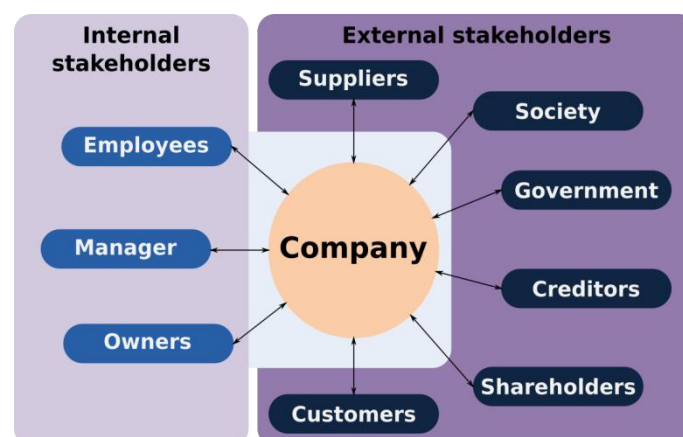 Internal
stakeholders
External stakeholders
Suppliers
Society
Employees
Government
Manager
Company
Creditors
Owners
Shareholders
Customers